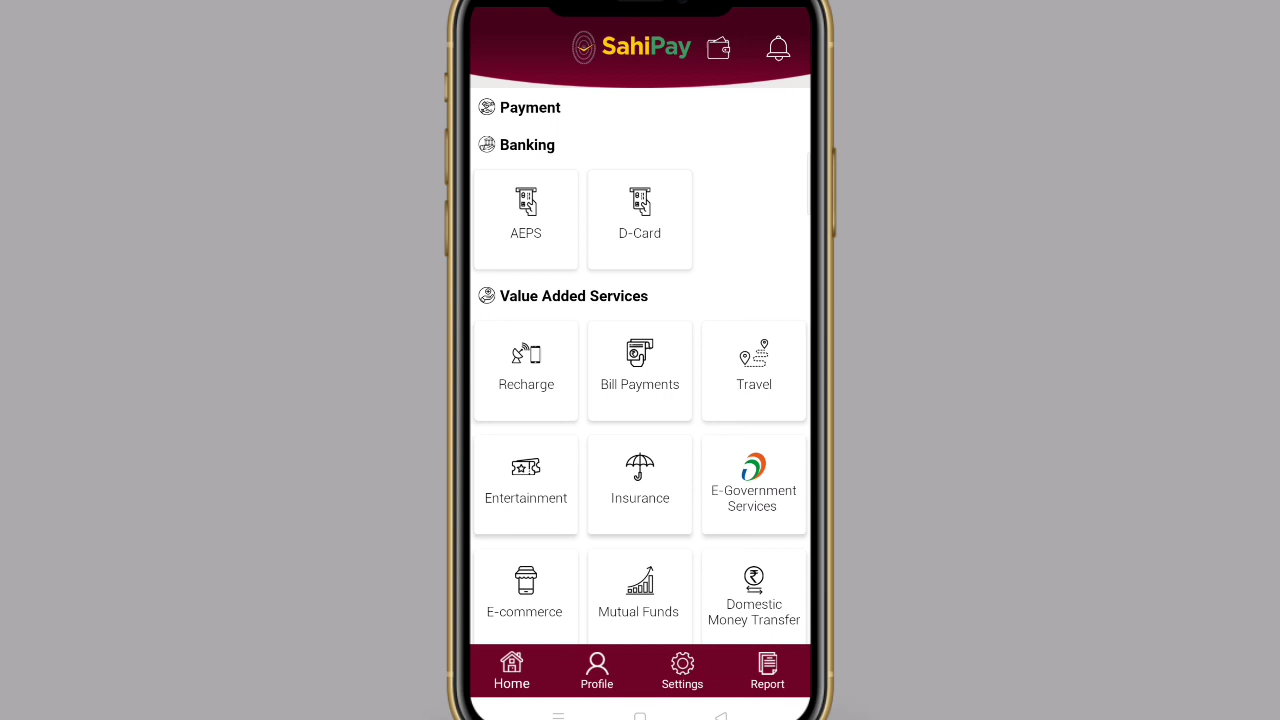 SahiPay
Payment
Banking
AEPS
D-Card
Value Added Services
Recharge
Bill Payments
Travel
Entertainment
Insurance
E-Government
Services
E-commerce
Mutual Funds
Domestic
Money Transfer
Home
Profile
Settings
Report